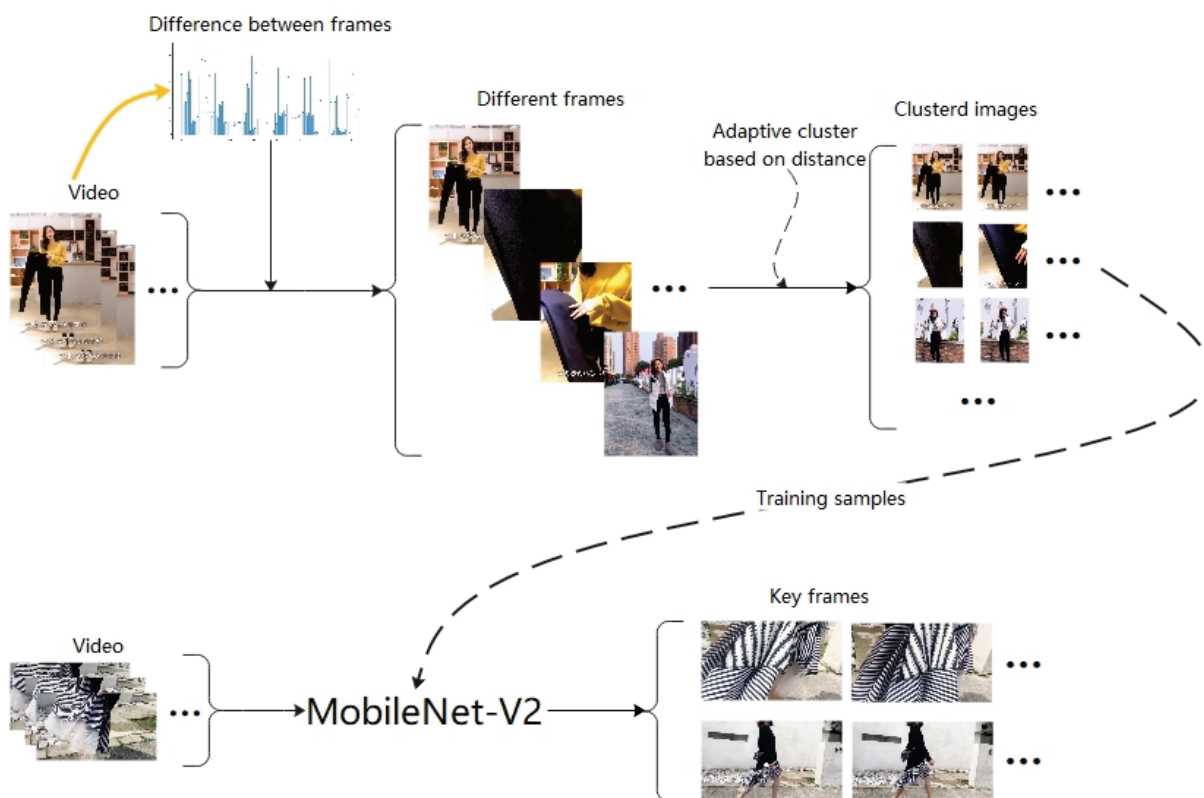 Difference between frames
Different frames
Adaptive cluster
based on distance
Clusterd images
Video
Training samples
Key frames
Video
MobileNet-V2